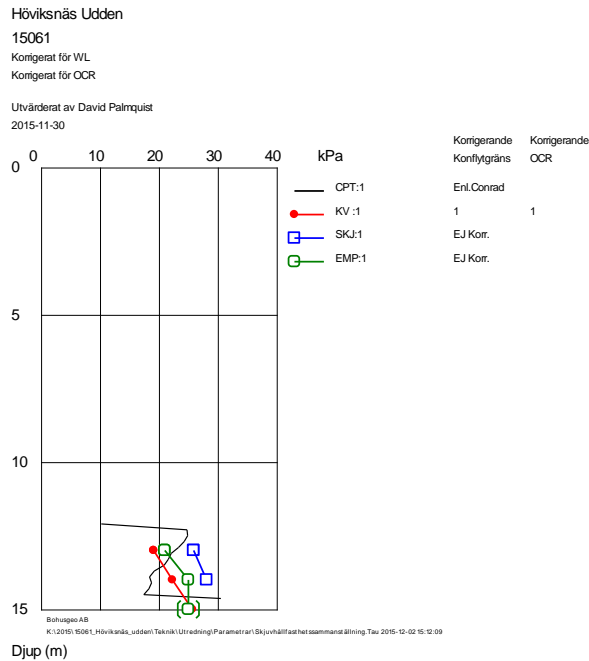 Höviksnäs Udden
15061
Korrigerat för WL
Korrigerat för OCR
Utvärderat av David Palmquist
2015-11-30
Korrigerande Korrigerande
0 10 20 30 40 kPa Konflytgräns OCR
0
CPT:1 Enl.Conrad
KV :1 1 1
SKJ:1 EJ Korr.
EMP:1 EJ Korr.
5
10
15
Bohusgeo AB
K:\2015\15061_Höviksnäs_udden\Teknik\Utredning\Parametrar\Skjuvhållfasthetssammanställning.Tau 2015-12-02 15:12:09
Djup (m)